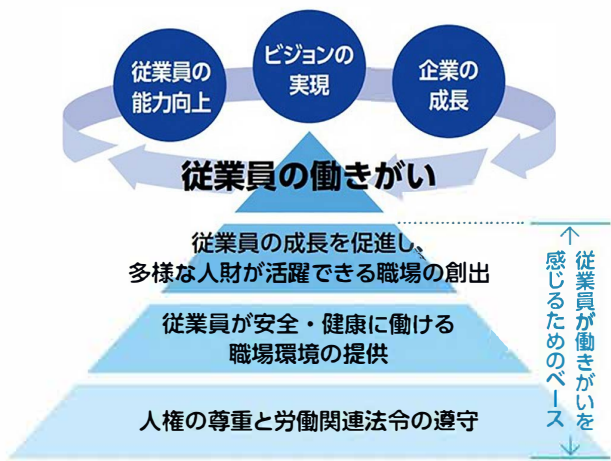 従業員の
能力向上
ビジョンの
実現
企業の
成長
従業員の働きがい
従業員の成長を促進し、
多様な人財が活躍できる職場の創出
従業員が安全・健康に働ける
職場環境の提供
人権の尊重と労働関連法令の遵守
従業員が働きがいを
感じるためのベース